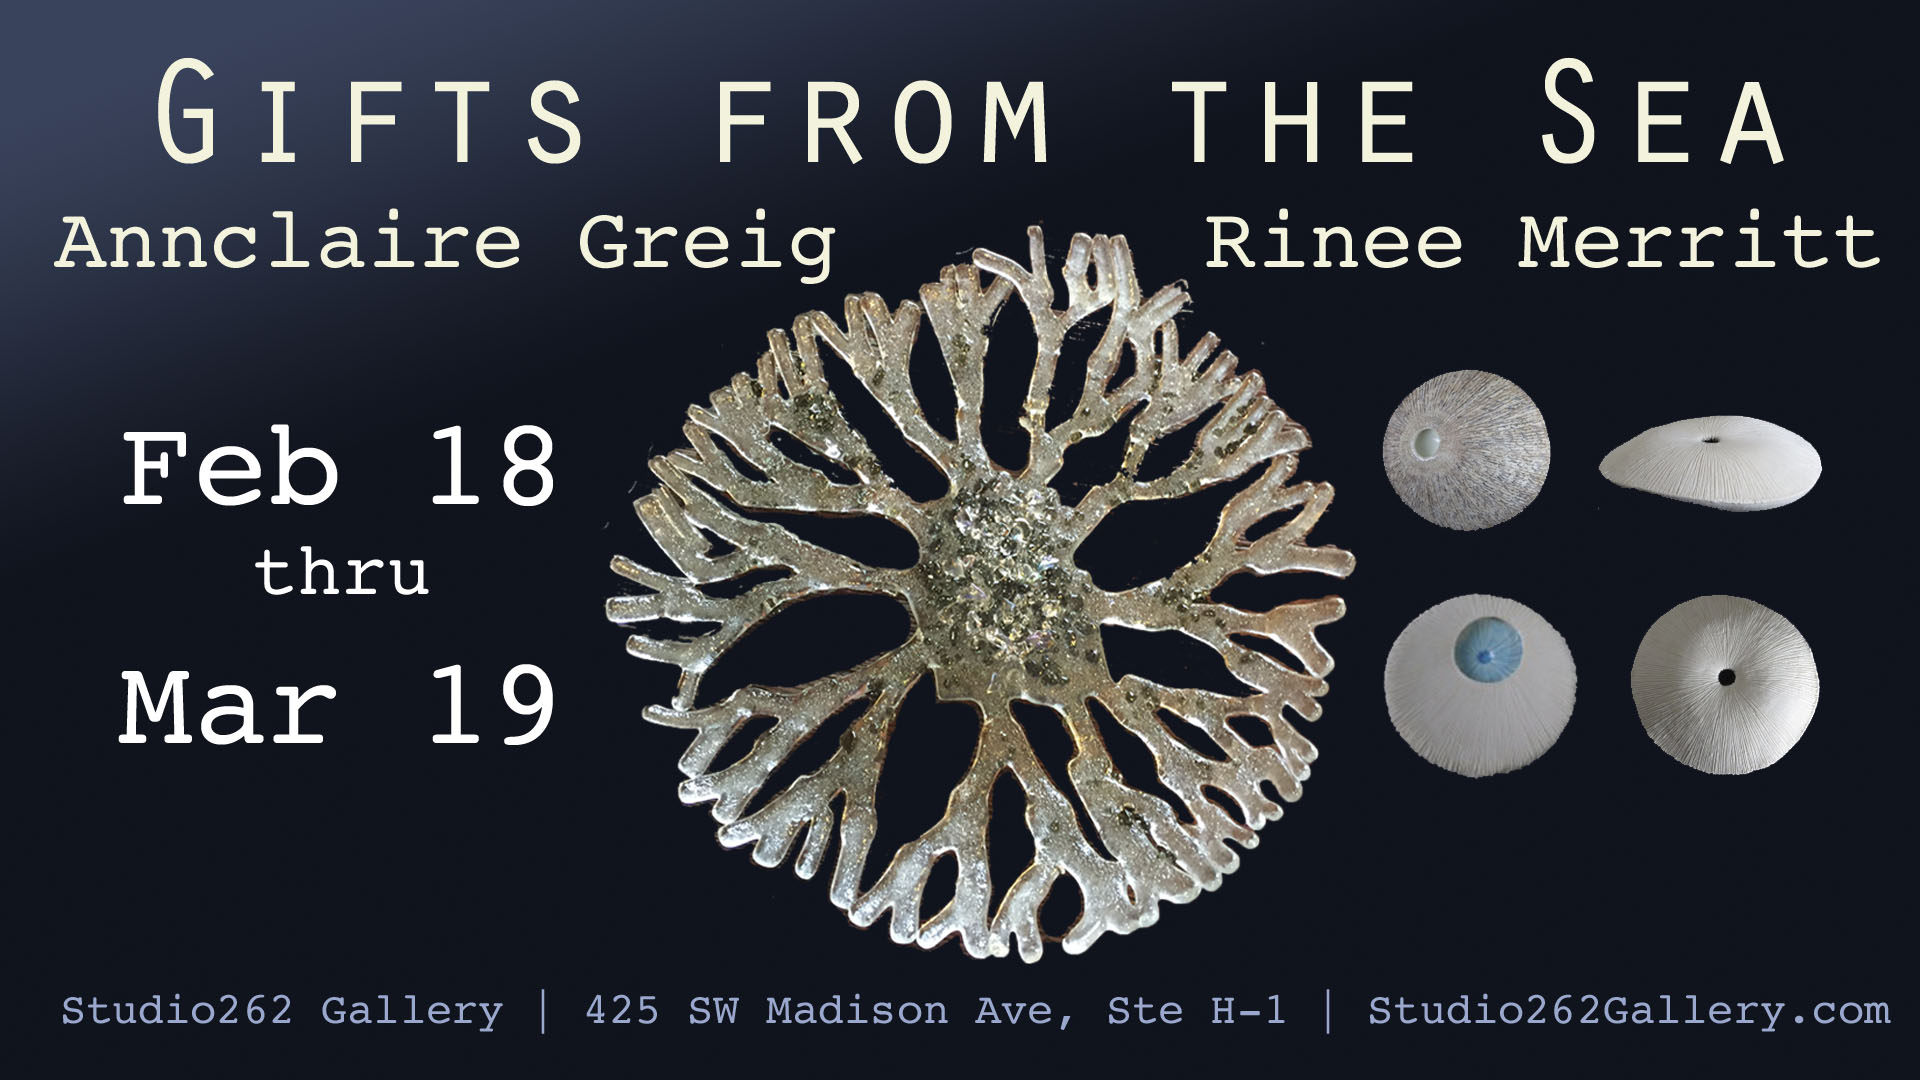 Gifts from the Sea
Annclaire Greig
Rinee Merritt
Feb 18
thru
Mar 19
Studio262 Gallery | 425 SW Madison Ave, Ste H-1 | Studio262Gallery.com